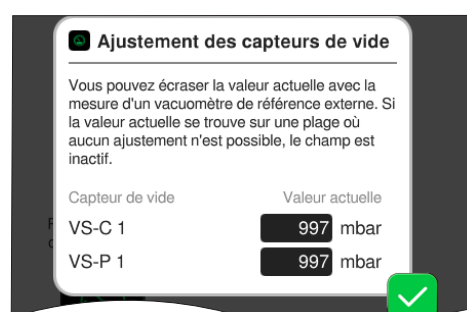 Ajustement des capteurs de vide
Vous pouvez écraser la valeur actuelle avec la
mesure d'un vacuomètre de référence externe. Si
la valeur actuelle se trouve sur une plage où
aucun ajustement n'est possible, le champ est
inactif.
Capteur de vide Valeur actuelle
VS-C 1 997 mbar
VS-P 1 997 mbar